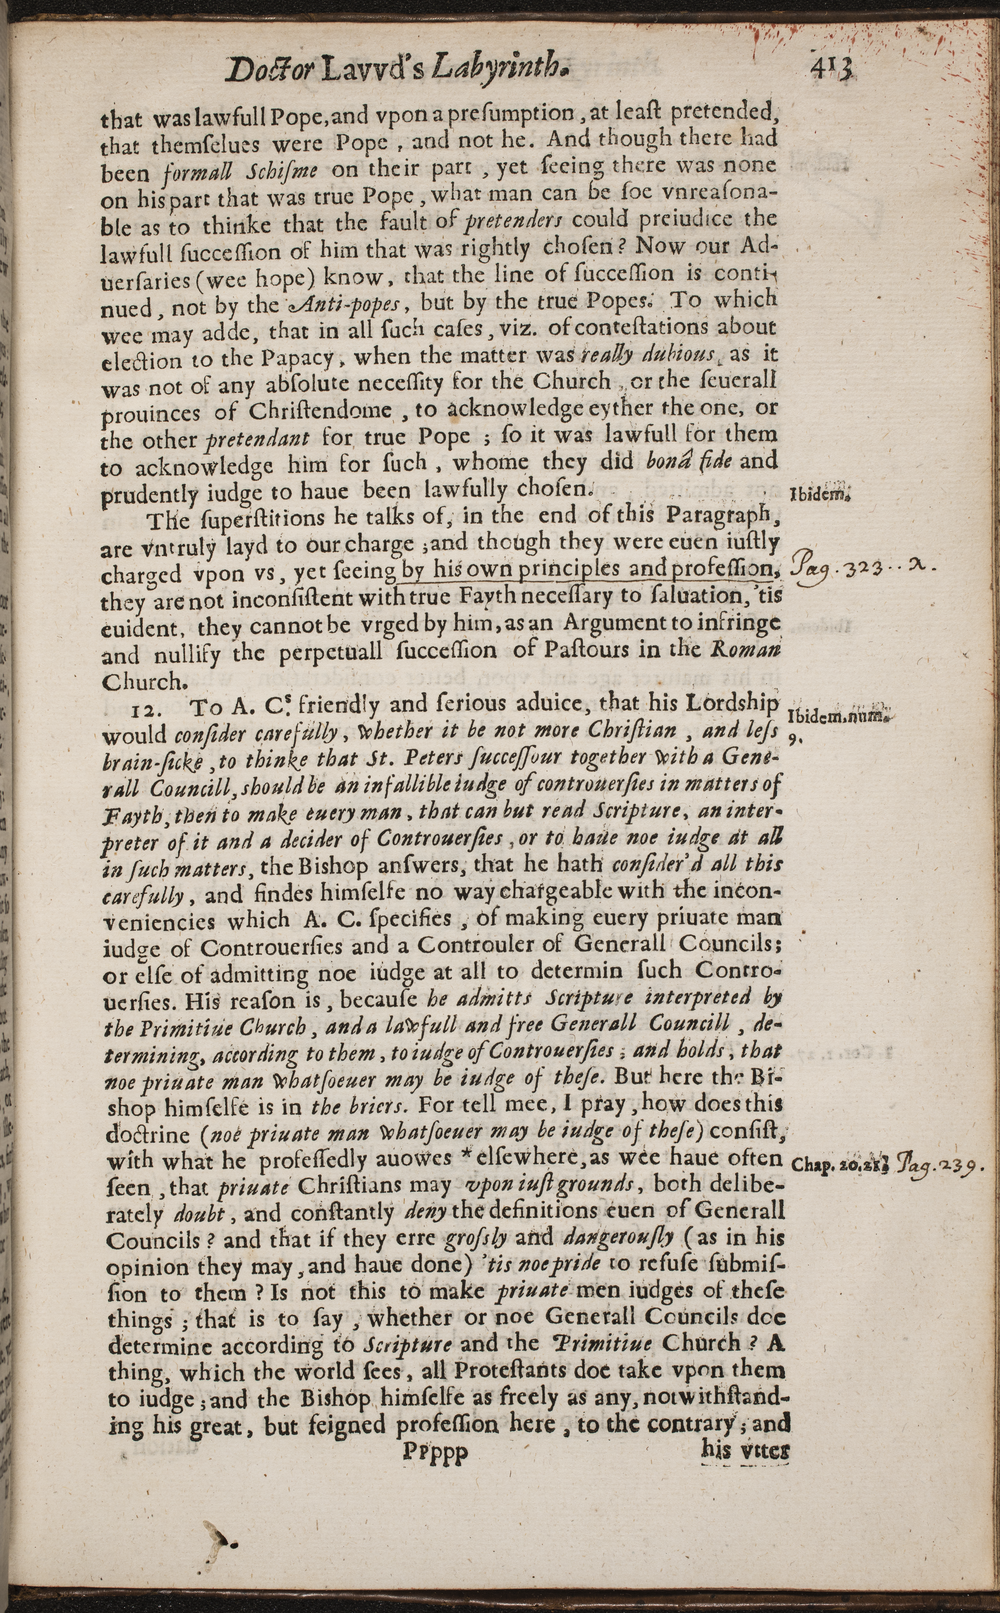 Doctor Lavvd's Labyrinth. 413
that was lawfull Pope, and vpon a presumption, at least pretended,
that themselues were Pope, and not he. And though there had
been formall Schisme on their part, yet seeing there was none
on his part that was true Pope, what man can be soe vnreasona-
ble as to thinke that the fault of pretenders could preiudice the
lawfull succession of him that was rightly chosen? Now our Ad-
uersaries (wee hope) know, that the line of succession is conti-
nued, not by the Anti-popes, but by the true Popes. To which
wee may adde, that in all such cases, viz. of contestations about
election to the Papacy, when the matter was really dubious, as it
was not of any absolute necessity for the Church, or the seuerall
prouinces of Christendome, to acknowledge eyther the one, or
the other pretendant for true Pope; so it was lawfull for them
to acknowledge him for such, whome they did bonâ fide and
prudently iudge to haue been lawfully chosen.
Ibidem.
The superstitions he talks of, in the end of this Paragraph,
are vntruly layd to our charge; and though they were euen iustly
charged vpon vs, yet seeing by his own principles and profession,
Pag. 323..2.
they are not inconsistent with true Fayth necessary to saluation, 'tis
euident, they cannot be vrged by him, as an Argument to infringe
and nullify the perpetuall succession of Pastours in the Roman
Church.
12. To A. Cs. friendly and serious aduice, that his Lordship
Ibidem. num.
9.
would consider carefully, whether it be not more Christian, and less
brain-sicke, to thinke that St. Peters successour together with a Gene-
rall Councill, should be an infallible iudge of controuersies in matters of
Fayth, then to make euery man, that can but read Scripture, an inter-
preter of it and a decider of Controuersies, or to haue noe iudge at all
in such matters, the Bishop answers, that he hath consider'd all this
carefully, and findes himselfe no way chargeable with the incon-
veniencies which A. C. specifies, of making euery priuate man
iudge of Controuersies and a Controuler of Generall Councils;
or else of admitting noe iudge at all to determin such Contro-
uersies. His reason is, because he admitts Scripture interpreted by
the Primitiue Church, and a lawfull and free Generall Councill, de-
termining, according to them, to iudge of Controuersies; and holds, that
noe priuate man whatsoeuer may be iudge of these. But here the Bi-
shop himselfe is in the briers. For tell mee, I pray, how does this
doctrine (noe priuate man whatsoeuer may be iudge of these) consist,
with what he professedly auowes * elsewhere, as wee haue often
Chap. 20. 21. Pag. 239.
seen, that priuate Christians may vpon iust grounds, both delibe-
rately doubt, and constantly deny the definitions euen of Generall
Councils? and that if they erre grossly and dangerously (as in his
opinion they may, and haue done) 'tis noe pride to refuse submis-
sion to them? Is not this to make priuate men iudges of these
things; that is to say, whether or noe Generall Councils doe
determine according to Scripture and the Primitiue Church? A
thing, which the world sees, all Protestants doe take vpon them
to iudge; and the Bishop himselfe as freely as any, notwithstand-
ing his great, but feigned profession here, to the contrary; and
Ppppp his vtter